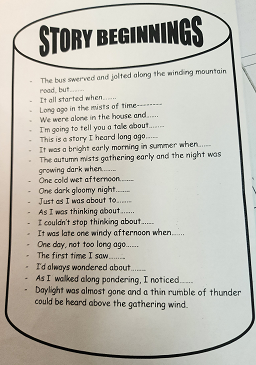 STORY BEGINNINGS
- The bus swerved and jolted along the winding mountain
road, but........
- It all started when.......
- Long ago in the mists of time---------
- We were alone in the house and......
- I'm going to tell you a tale about.......
- This is a story I heard long ago.......
- It was a bright early morning in summer when.......
- The autumn mists gathering early and the night was
growing dark when.......
- One cold wet afternoon.......
- One dark gloomy night.......
- Just as I was about to.......
- As I was thinking about.......
- I couldn't stop thinking about.......
- It was late one windy afternoon when......
- One day, not too long ago......
- The first time I saw........
- I'd always wondered about.......
- As I walked along pondering, I noticed.......
- Daylight was almost gone and a thin rumble of thunder
could be heard above the gathering wind.